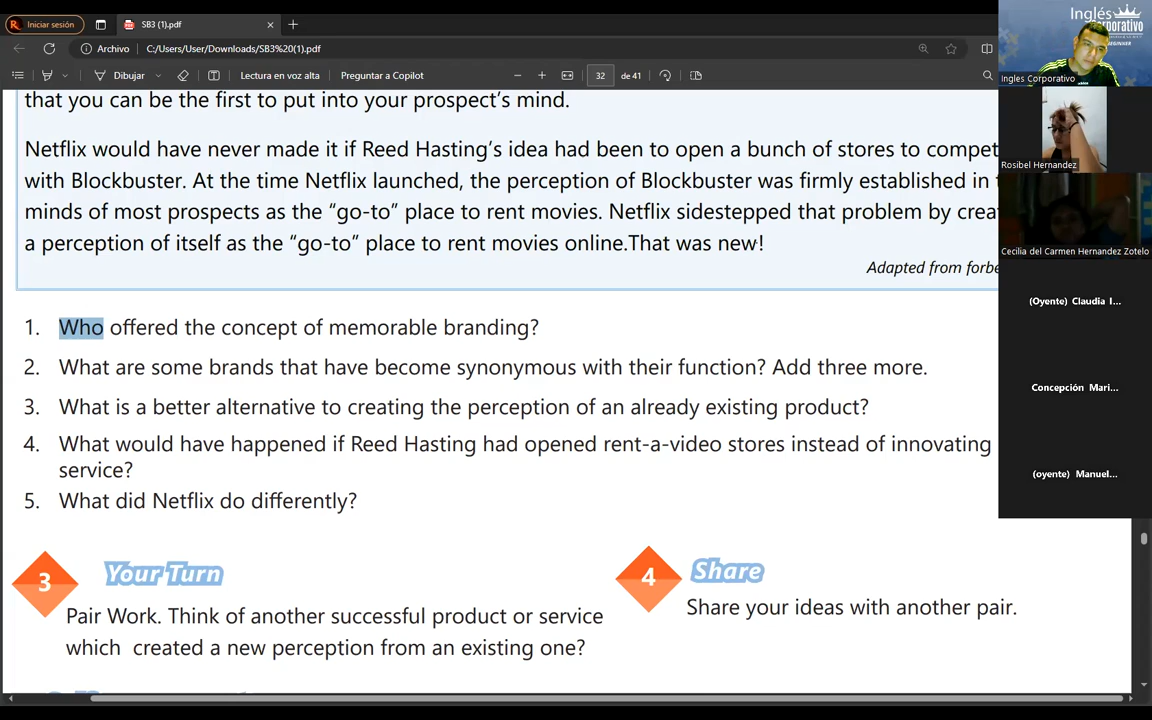 Iniciar sesión
SB3 (1).pdf
Archivo
C:/Users/User/Downloads/SB3%20(1).pdf
Dibujar
Lectura en voz alta
Preguntar a Copilot
32
de 41
that you can be the first to put into your prospect's mind.
Netflix would have never made it if Reed Hasting's idea had been to open a bunch of stores to compet
with Blockbuster. At the time Netflix launched, the perception of Blockbuster was firmly established in
minds of most prospects as the "go-to" place to rent movies. Netflix sidestepped that problem by crea
a perception of itself as the "go-to" place to rent movies online.That was new!
Adapted from forbe
1. Who offered the concept of memorable branding?
2. What are some brands that have become synonymous with their function? Add three more.
3. What is a better alternative to creating the perception of an already existing product?
4. What would have happened if Reed Hasting had opened rent-a-video stores instead of innovating
service?
5. What did Netflix do differently?
3
Your Turn
Pair Work. Think of another successful product or service
which created a new perception from an existing one?
4
Share
Share your ideas with another pair.
Inglés
Corporativo
Ingles Corporativo
Rosibel Hernandez
Cecilia del Carmen Hernandez Zotelo
(Oyente) Claudia I...
Concepción Mari...
(oyente) Manuel...